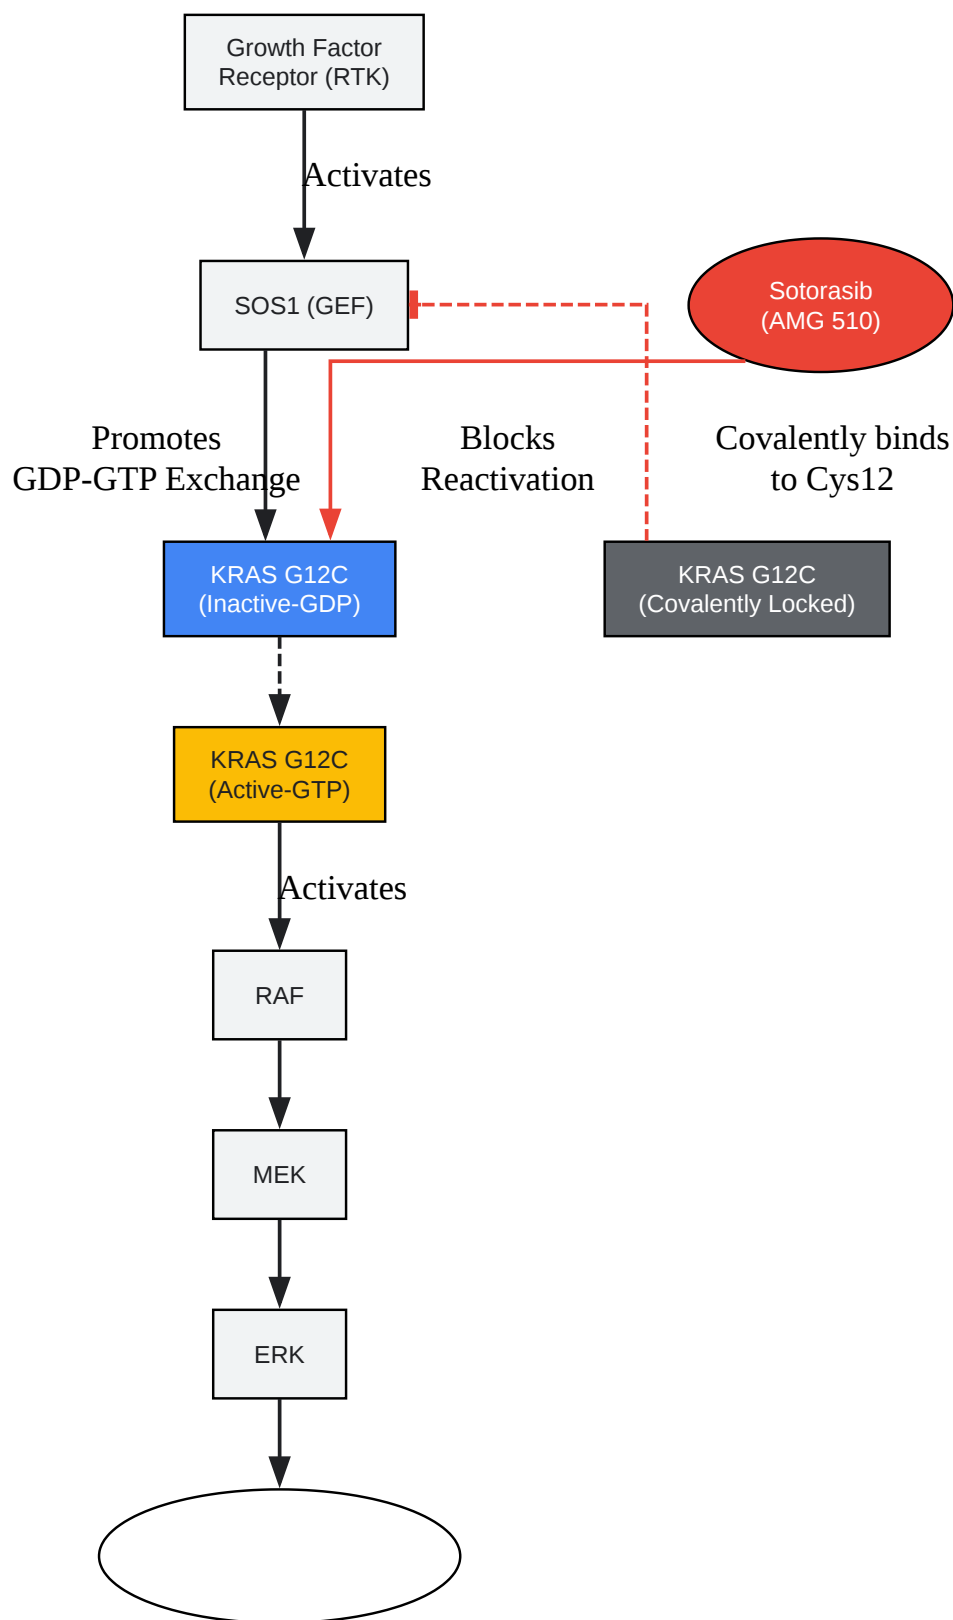 Growth Factor
Receptor (RTK)
Activates
SOS1 (GEF)
Sotorasib
(AMG 510)
Promotes
GDP-GTP Exchange
Blocks
Reactivation
Covalently binds
to Cys12
KRAS G12C
(Inactive-GDP)
KRAS G12C
(Covalently Locked)
KRAS G12C
(Active-GTP)
Activates
RAF
MEK
ERK